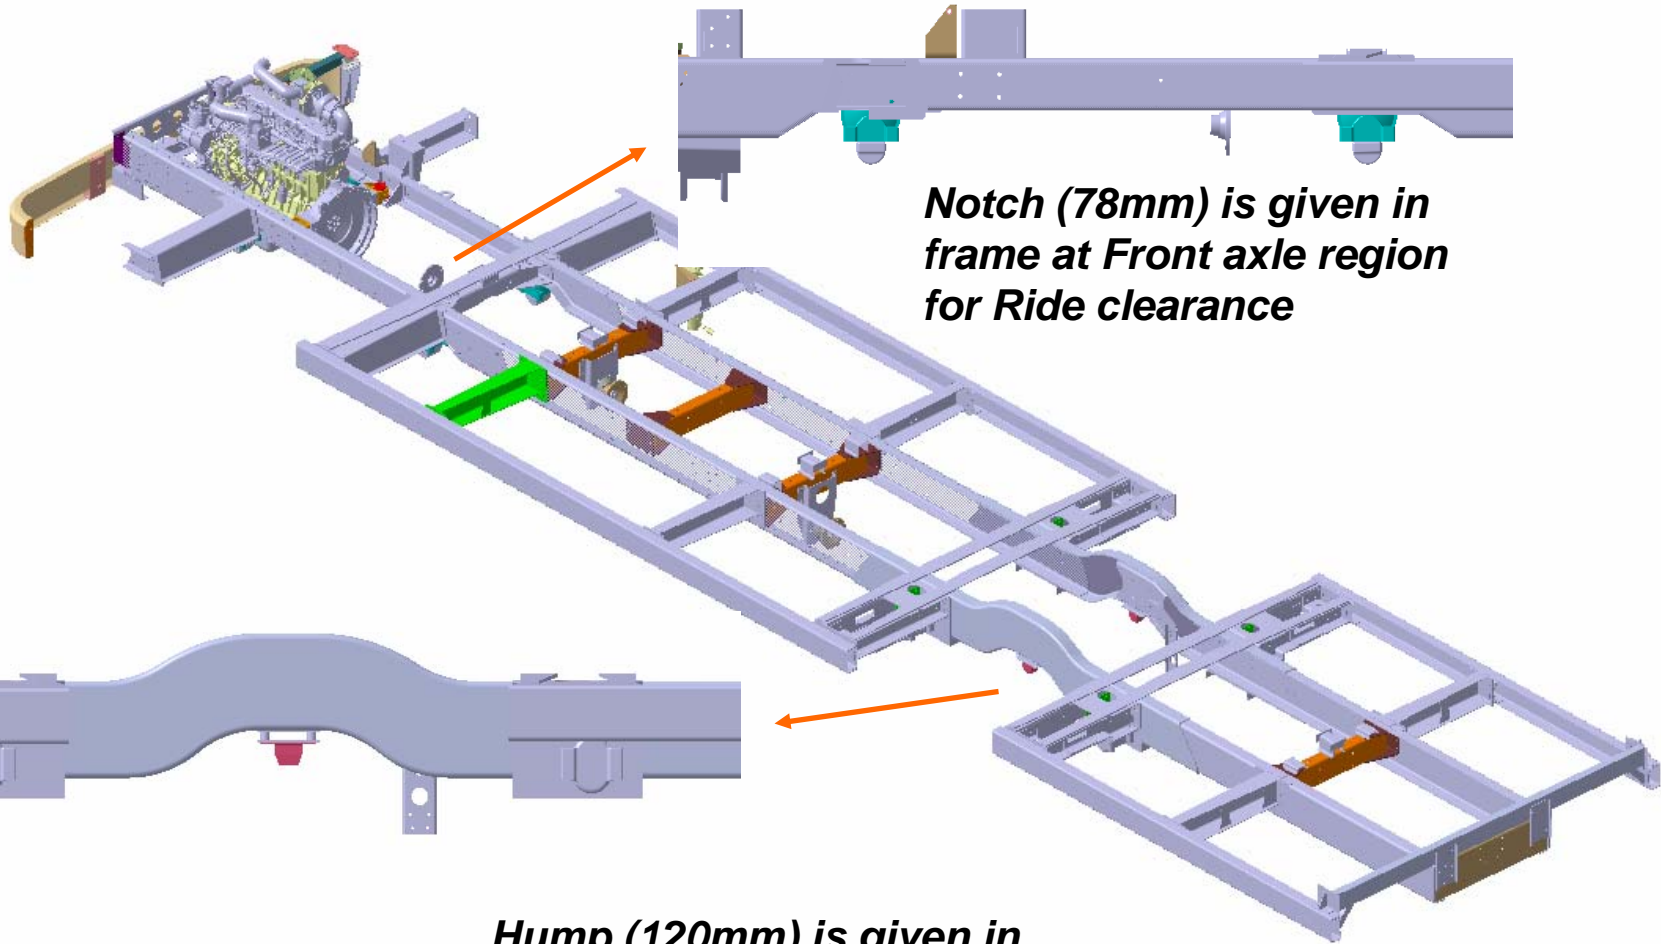 Notch (78mm) is given in
frame at Front axle region
for Ride clearance
Hump (120mm) is given in